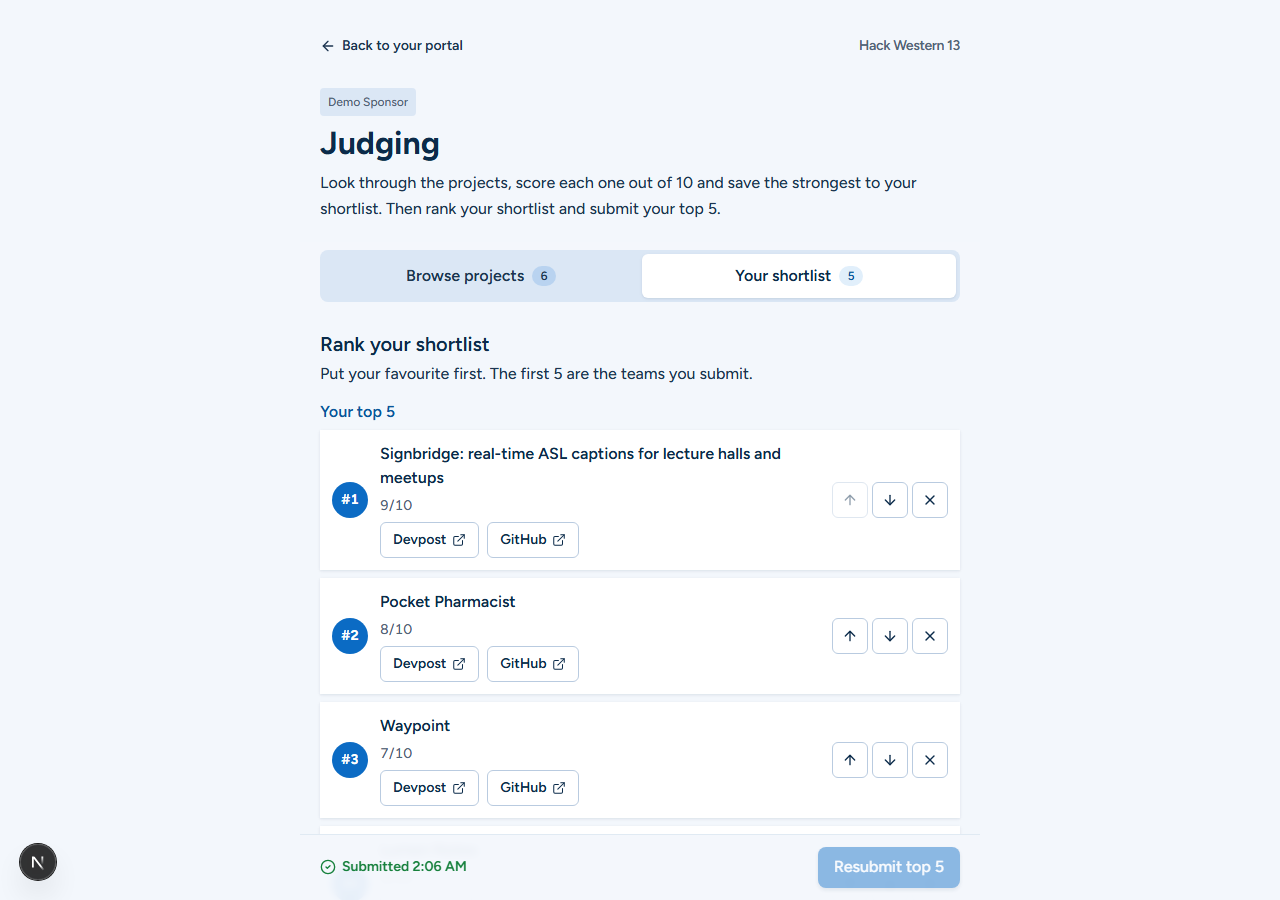 Back to your portal
Hack Western 13
Demo Sponsor
Judging
Look through the projects, score each one out of 10 and save the strongest to your
shortlist. Then rank your shortlist and submit your top 5.
Browse projects 6
Your shortlist 5
Rank your shortlist
Put your favourite first. The first 5 are the teams you submit.
Your top 5
#1
Signbridge: real-time ASL captions for lecture halls and
meetups
9/10
Devpost
GitHub
#2
Pocket Pharmacist
8/10
Devpost
GitHub
#3
Waypoint
7/10
Devpost
GitHub
N
Submitted 2:06 AM
Resubmit top 5